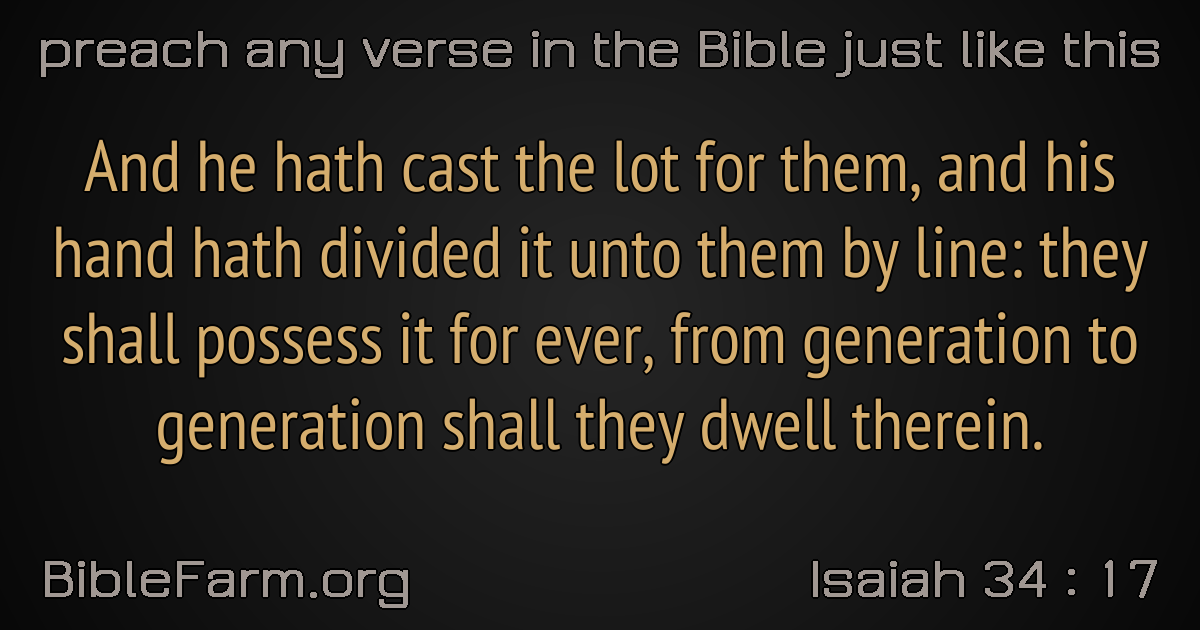 preach any verse in the Bible just like this
And he hath cast the lot for them, and his
hand hath divided it unto them by line: they
shall possess it for ever, from generation to
generation shall they dwell therein.
BibleFarm.org
Isaiah 34 : 17